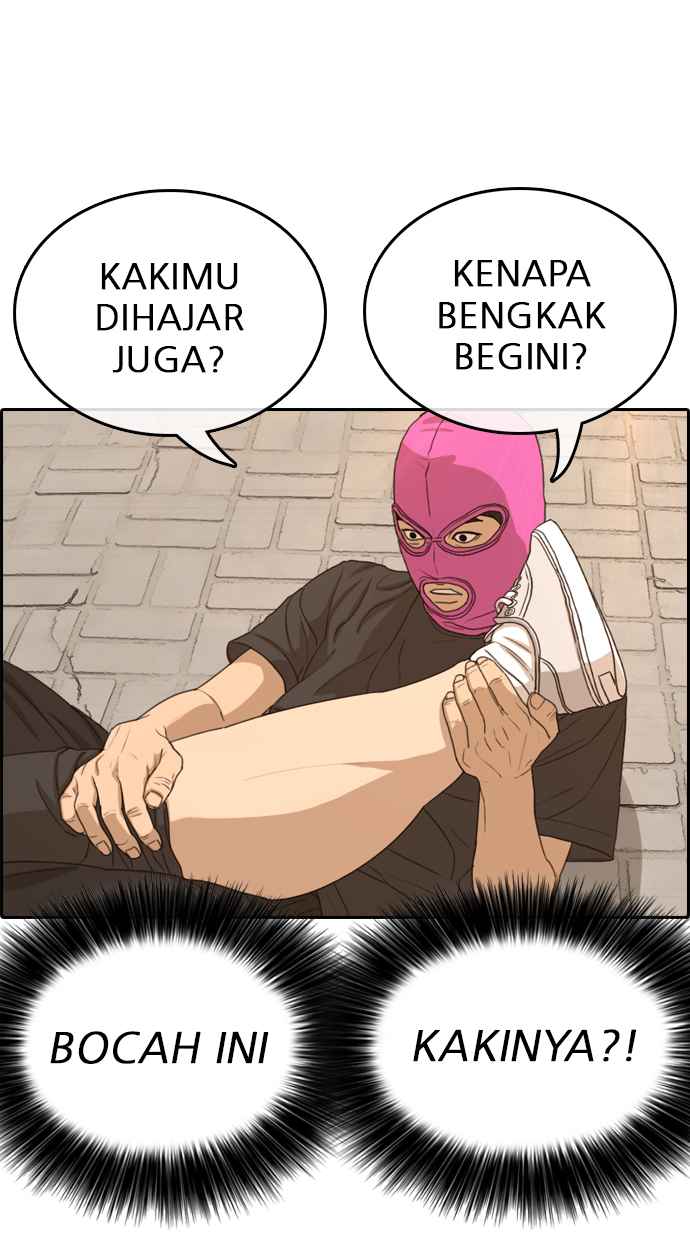 KAKIMU
DIHAJAR
JUGA?
KENAPA
BENGKAK
BEGINI?
BOCAH INI
KAKINYA?!